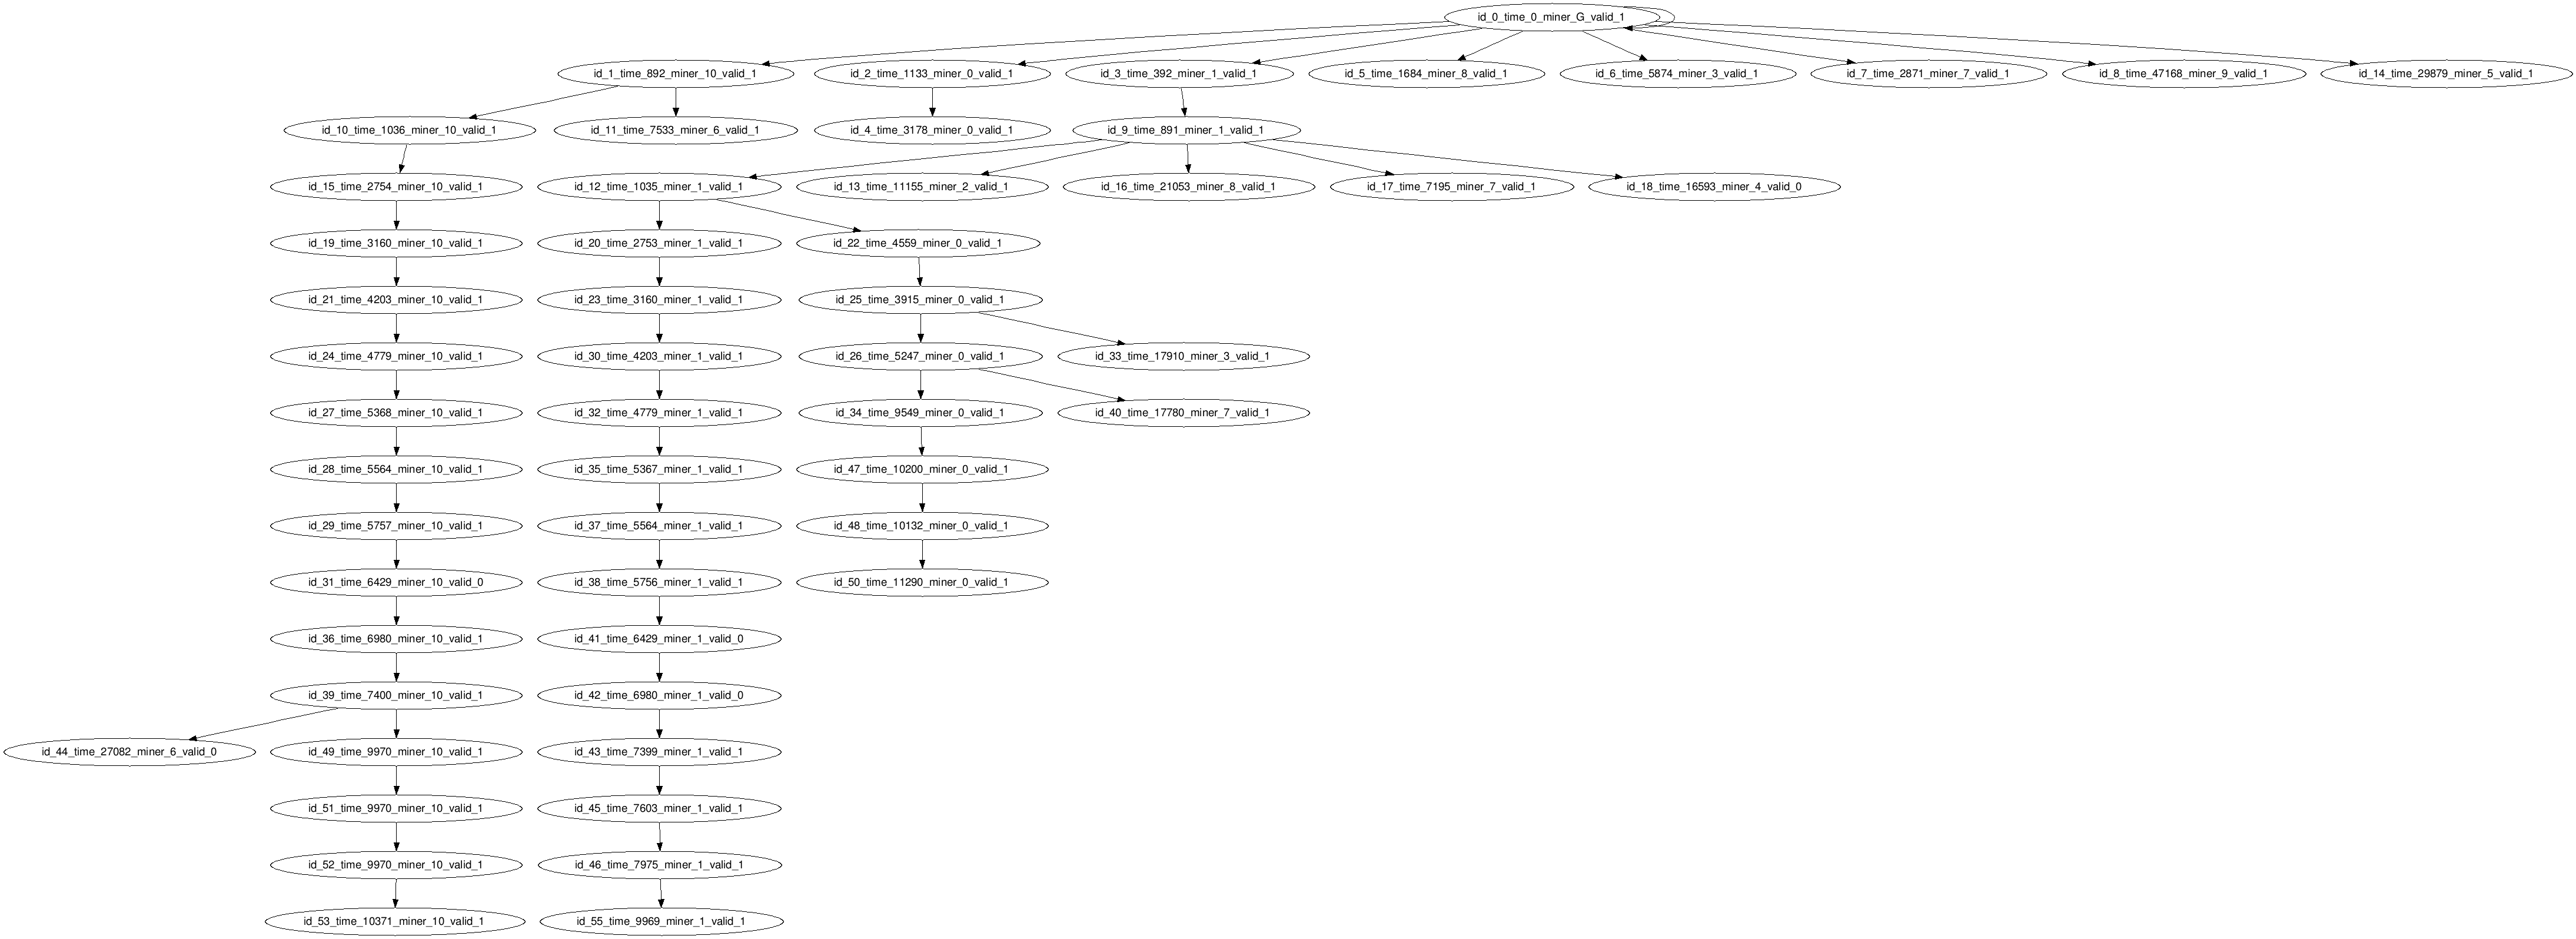 id_0_time_0_miner_G_valid_1
id_1_time_892_miner_10_valid_1
id_2_time_1133_miner_0_valid_1
id_3_time_392_miner_1_valid_1
id_5_time_1684_miner_8_valid_1
id_6_time_5874_miner_3_valid_1
id_7_time_2871_miner_7_valid_1
id_8_time_47168_miner_9_valid_1
id_14_time_29879_miner_5_valid_1
id_10_time_1036_miner_10_valid_1
id_11_time_7533_miner_6_valid_1
id_4_time_3178_miner_0_valid_1
id_9_time_891_miner_1_valid_1
id_15_time_2754_miner_10_valid_1
id_12_time_1035_miner_1_valid_1
id_13_time_11155_miner_2_valid_1
id_16_time_21053_miner_8_valid_1
id_17_time_7195_miner_7_valid_1
id_18_time_16593_miner_4_valid_0
id_19_time_3160_miner_10_valid_1
id_20_time_2753_miner_1_valid_1
id_22_time_4559_miner_0_valid_1
id_21_time_4203_miner_10_valid_1
id_23_time_3160_miner_1_valid_1
id_25_time_3915_miner_0_valid_1
id_24_time_4779_miner_10_valid_1
id_30_time_4203_miner_1_valid_1
id_26_time_5247_miner_0_valid_1
id_33_time_17910_miner_3_valid_1
id_27_time_5368_miner_10_valid_1
id_32_time_4779_miner_1_valid_1
id_34_time_9549_miner_0_valid_1
id_40_time_17780_miner_7_valid_1
id_28_time_5564_miner_10_valid_1
id_35_time_5367_miner_1_valid_1
id_47_time_10200_miner_0_valid_1
id_29_time_5757_miner_10_valid_1
id_37_time_5564_miner_1_valid_1
id_48_time_10132_miner_0_valid_1
id_31_time_6429_miner_10_valid_0
id_38_time_5756_miner_1_valid_1
id_50_time_11290_miner_0_valid_1
id_36_time_6980_miner_10_valid_1
id_41_time_6429_miner_1_valid_0
id_39_time_7400_miner_10_valid_1
id_42_time_6980_miner_1_valid_0
id_44_time_27082_miner_6_valid_0
id_49_time_9970_miner_10_valid_1
id_43_time_7399_miner_1_valid_1
id_51_time_9970_miner_10_valid_1
id_45_time_7603_miner_1_valid_1
id_52_time_9970_miner_10_valid_1
id_46_time_7975_miner_1_valid_1
id_53_time_10371_miner_10_valid_1
id_55_time_9969_miner_1_valid_1